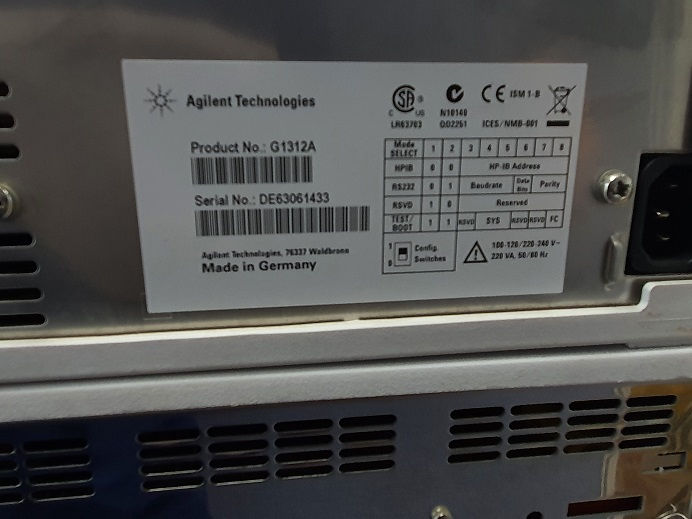 Agilent Technologies
Product No.: G1312A
Serial No.: DE63061433
Agilent Technologies, 76337 Waldbronn
Made in Germany
SA
C US
LR63703
N10149
QD2251
CE ISM 1-B
ICES/NMB-001
Mode SELECT 1 2 3 4 5 6 7 8
HPIB 0 0 HP-IB Address
RS232 0 1 Baudrate Data Bits Parity
RSVD 1 0 Reserved
TEST/BOOT 1 1 RSVD SYS RSVD RSVD FC
1
0
Config. Switches
100-120/220-240 V~
220 VA, 50/60 Hz